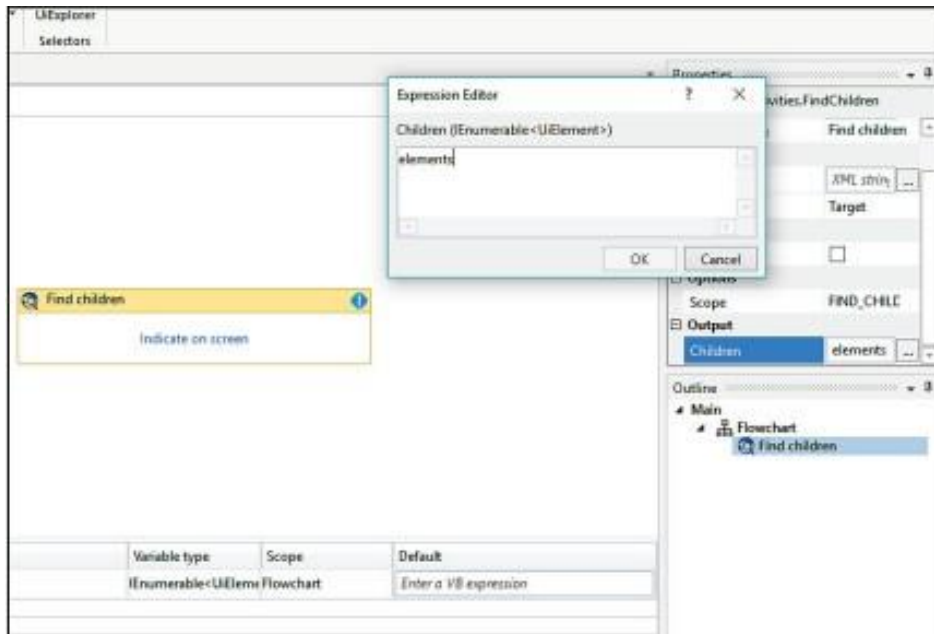 UiExplorer
Selectors
Properties
Expression Editor ? ×
vities.FindChildren
Children (IEnumerable<UiElement>)
Find children
elements
XML string ...
Target
OK Cancel
Options
Scope FIND_CHILE
Output
Children elements ...
Find children
Indicate on screen
Outline
Main
Flowchart
Find children
Variable type Scope Default
IEnumerable<UiEleme Flowchart Enter a VB expression